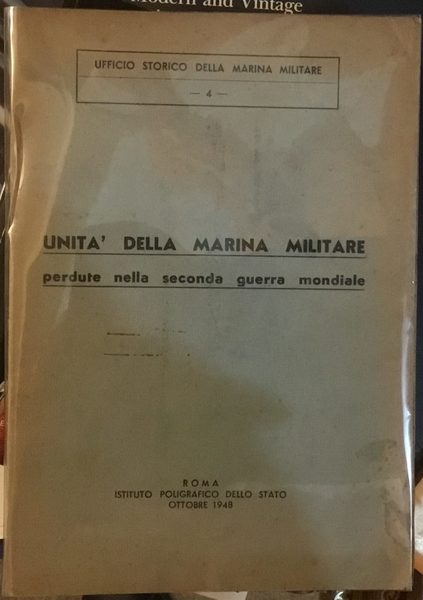 Modern and Vintage
UFFICIO STORICO DELLA MARINA MILITARE
— 4 —
UNITA' DELLA MARINA MILITARE
perdute nella seconda guerra mondiale
ROMA
ISTITUTO POLIGRAFICO DELLO STATO
OTTOBRE 1948